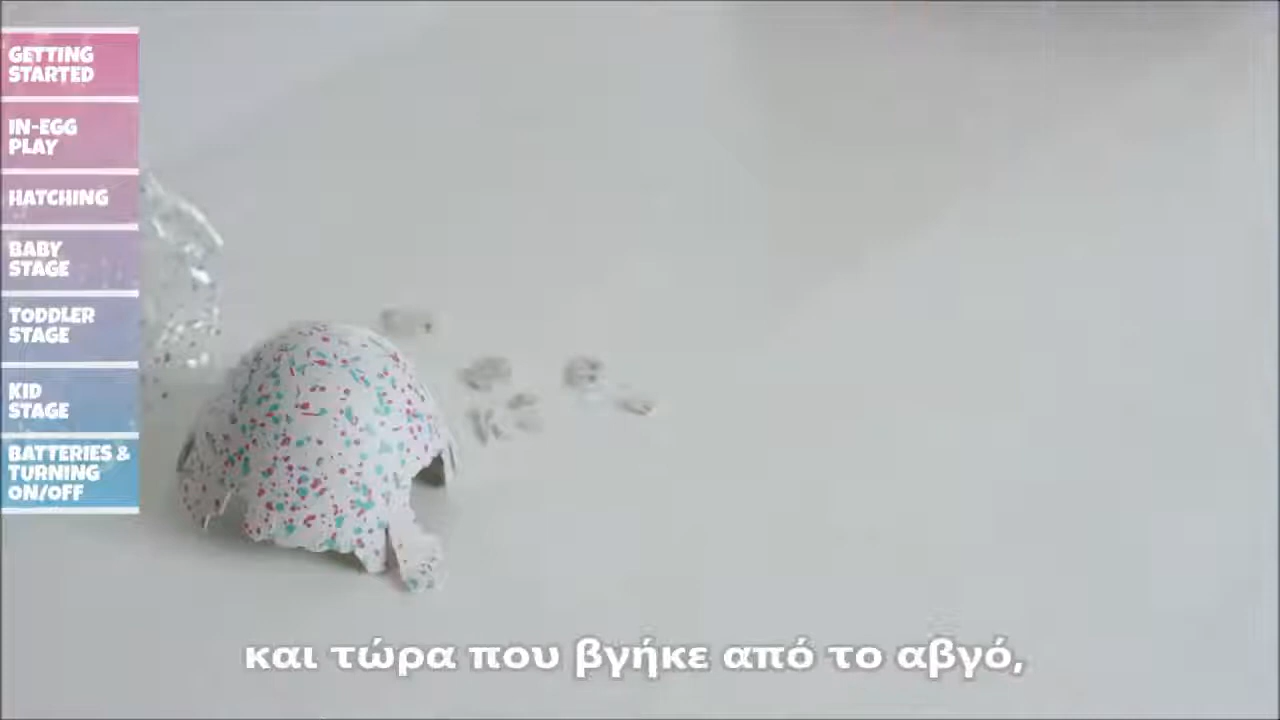 GETTING
STARTED
IN-EGG
PLAY
HATCHING
BABY
STAGE
TODDLER
STAGE
KID
STAGE
BATTERIES &
TURNING
ON/OFF
και τώρα που βγήκε από το αβγό,